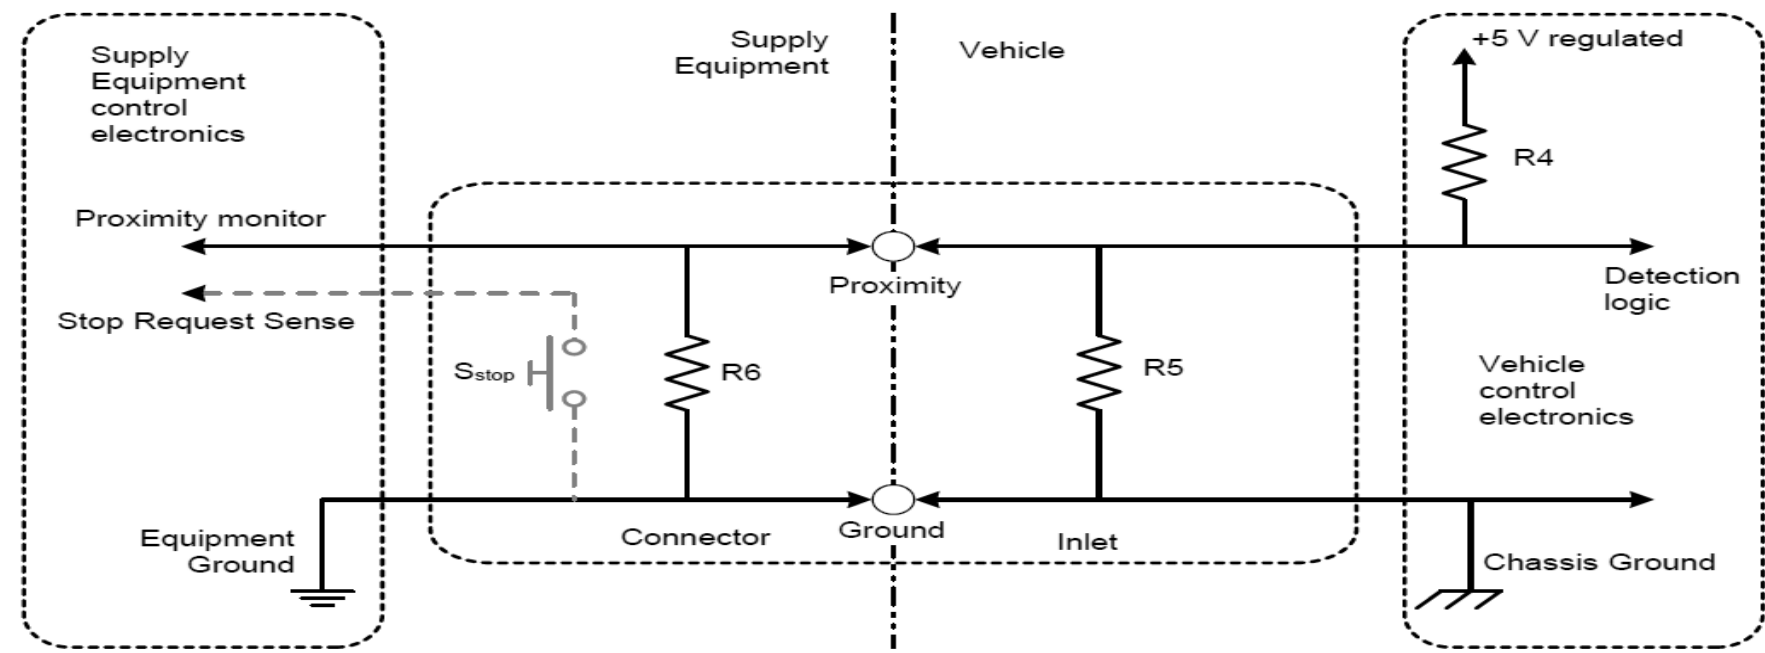 Supply
Equipment
control
electronics
Supply
Equipment
Vehicle
+5 V regulated
R4
Proximity monitor
Stop Request Sense
Proximity
Detection
logic
Sstop
R6
R5
Vehicle
control
electronics
Equipment
Ground
Connector
Ground
Inlet
Chassis Ground